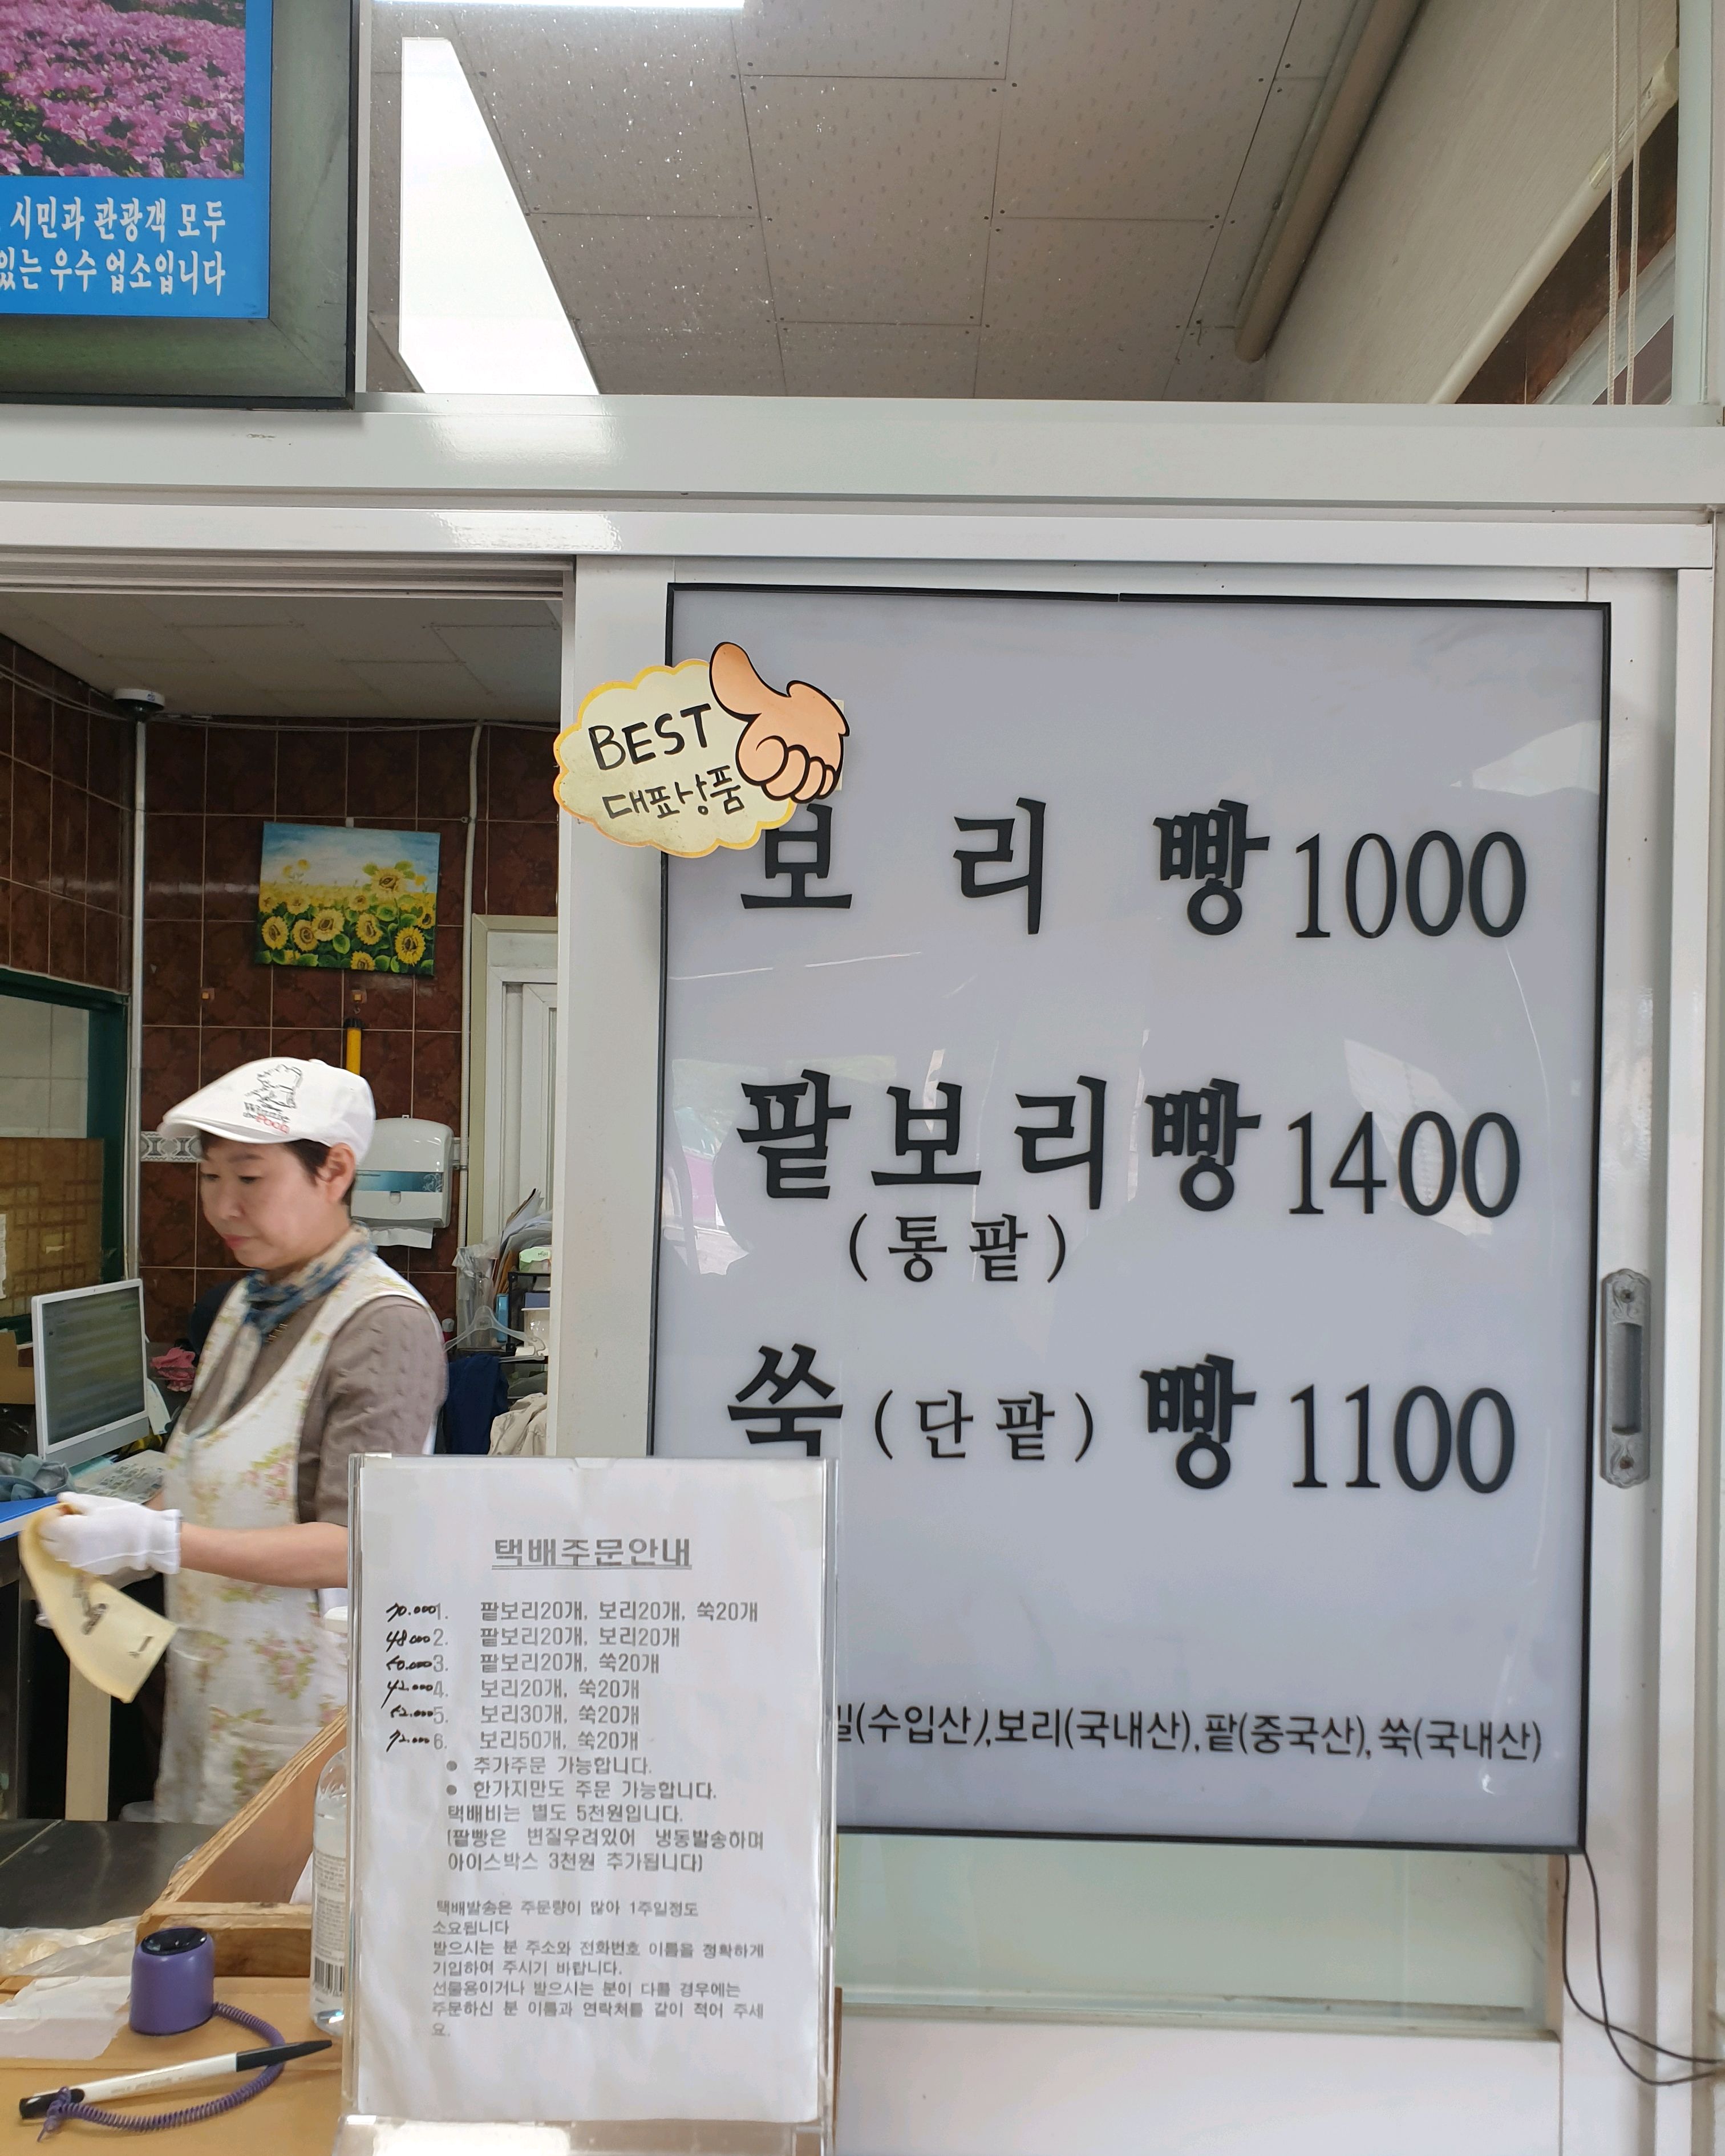 시민과 관광객 모두
있는 우수 업소입니다
BEST
대표상품
보리빵 1000
팥보리빵 1400
(통팥)
쑥(단팥)빵 1100
밀(수입산),보리(국내산),팥(중국산),쑥(국내산)
택배주문안내
70.000 1. 팥보리20개, 보리20개, 쑥20개
48000 2. 팥보리20개, 보리20개
50.000 3. 팥보리20개, 쑥20개
42.000 4. 보리20개, 쑥20개
52.000 5. 보리30개, 쑥20개
72.000 6. 보리50개, 쑥20개
● 추가주문 가능합니다.
● 한가지만도 주문 가능합니다.
택배비는 별도 5천원입니다.
(팥빵은 변질우려있어 냉동발송하며
아이스박스 3천원 추가됩니다)
택배발송은 주문량이 많아 1주일정도
소요됩니다
받으시는 분 주소와 전화번호 이름을 정확하게
기입하여 주시기 바랍니다.
선물용이거나 받으시는 분이 다를 경우에는
주문하신 분 이름과 연락처를 같이 적어 주세
요.